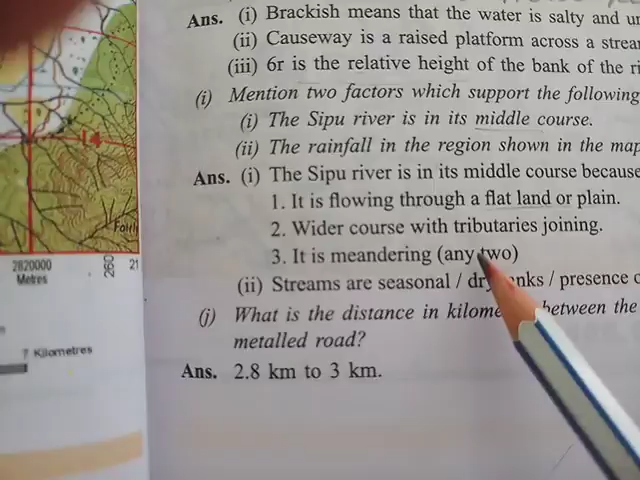 Ans. (i) Brackish means that the water is salty and
(ii) Causeway is a raised platform across a
(iii) 6r is the relative height of the bank of the
(i) Mention two factors which support the following
(i) The Sipu river is in its middle course.
(ii) The rainfall in the region shown in the map
Ans. (i) The Sipu river is in its middle course because
1. It is flowing through a flat land or plain.
2. Wider course with tributaries joining.
3. It is meandering (any two)
(ii) Streams are seasonal / dry / presence
(j) What is the distance in between the
metalled road?
Ans. 2.8 km to 3 km.
14
2820000
Metres
260
21
7 Kilometres